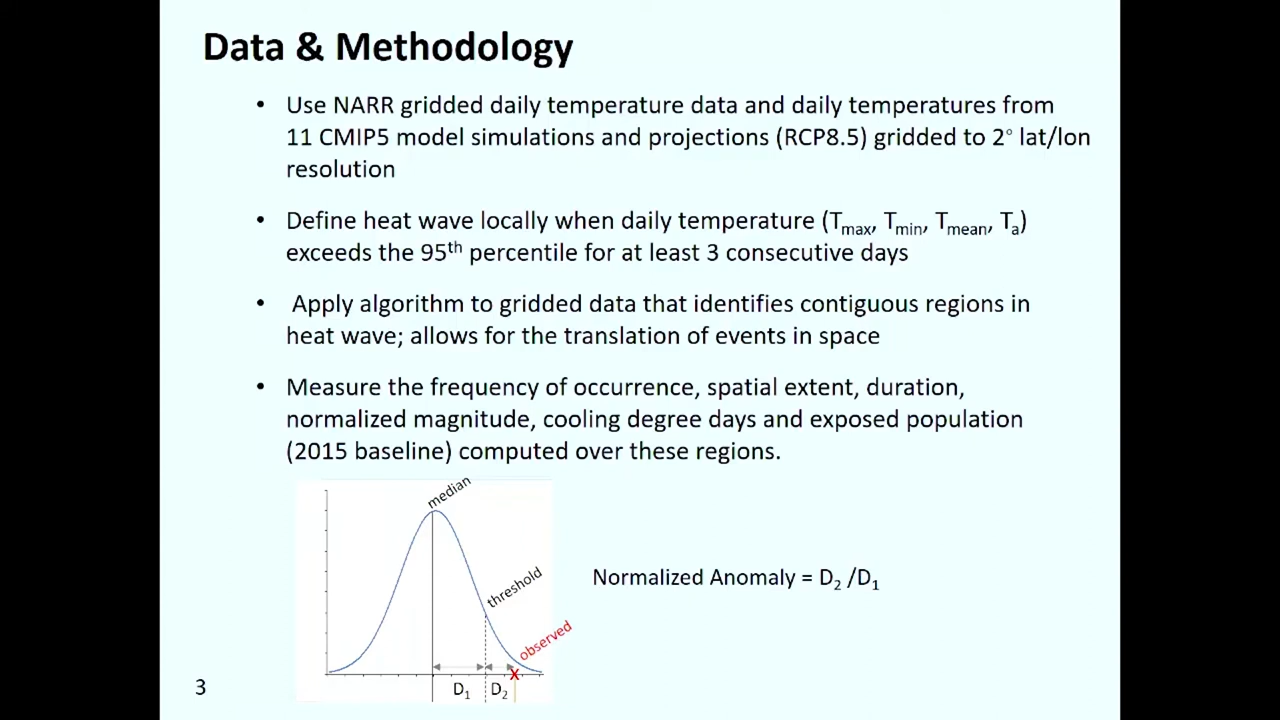 Data & Methodology
• Use NARR gridded daily temperature data and daily temperatures from
11 CMIP5 model simulations and projections (RCP8.5) gridded to 2° lat/lon
resolution
• Define heat wave locally when daily temperature (Tmax, Tmin, Tmean, Ta)
exceeds the 95th percentile for at least 3 consecutive days
• Apply algorithm to gridded data that identifies contiguous regions in
heat wave; allows for the translation of events in space
• Measure the frequency of occurrence, spatial extent, duration,
normalized magnitude, cooling degree days and exposed population
(2015 baseline) computed over these regions.
median
threshold
observed
X
D1 D2
Normalized Anomaly = D2 /D1
3